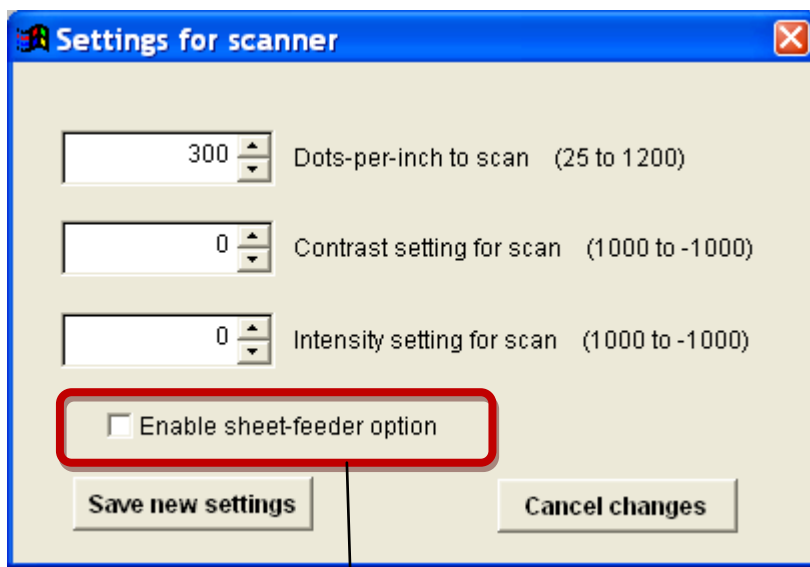 Settings for scanner
300 Dots-per-inch to scan (25 to 1200)
0 Contrast setting for scan (1000 to -1000)
0 Intensity setting for scan (1000 to -1000)
Enable sheet-feeder option
Save new settings Cancel changes